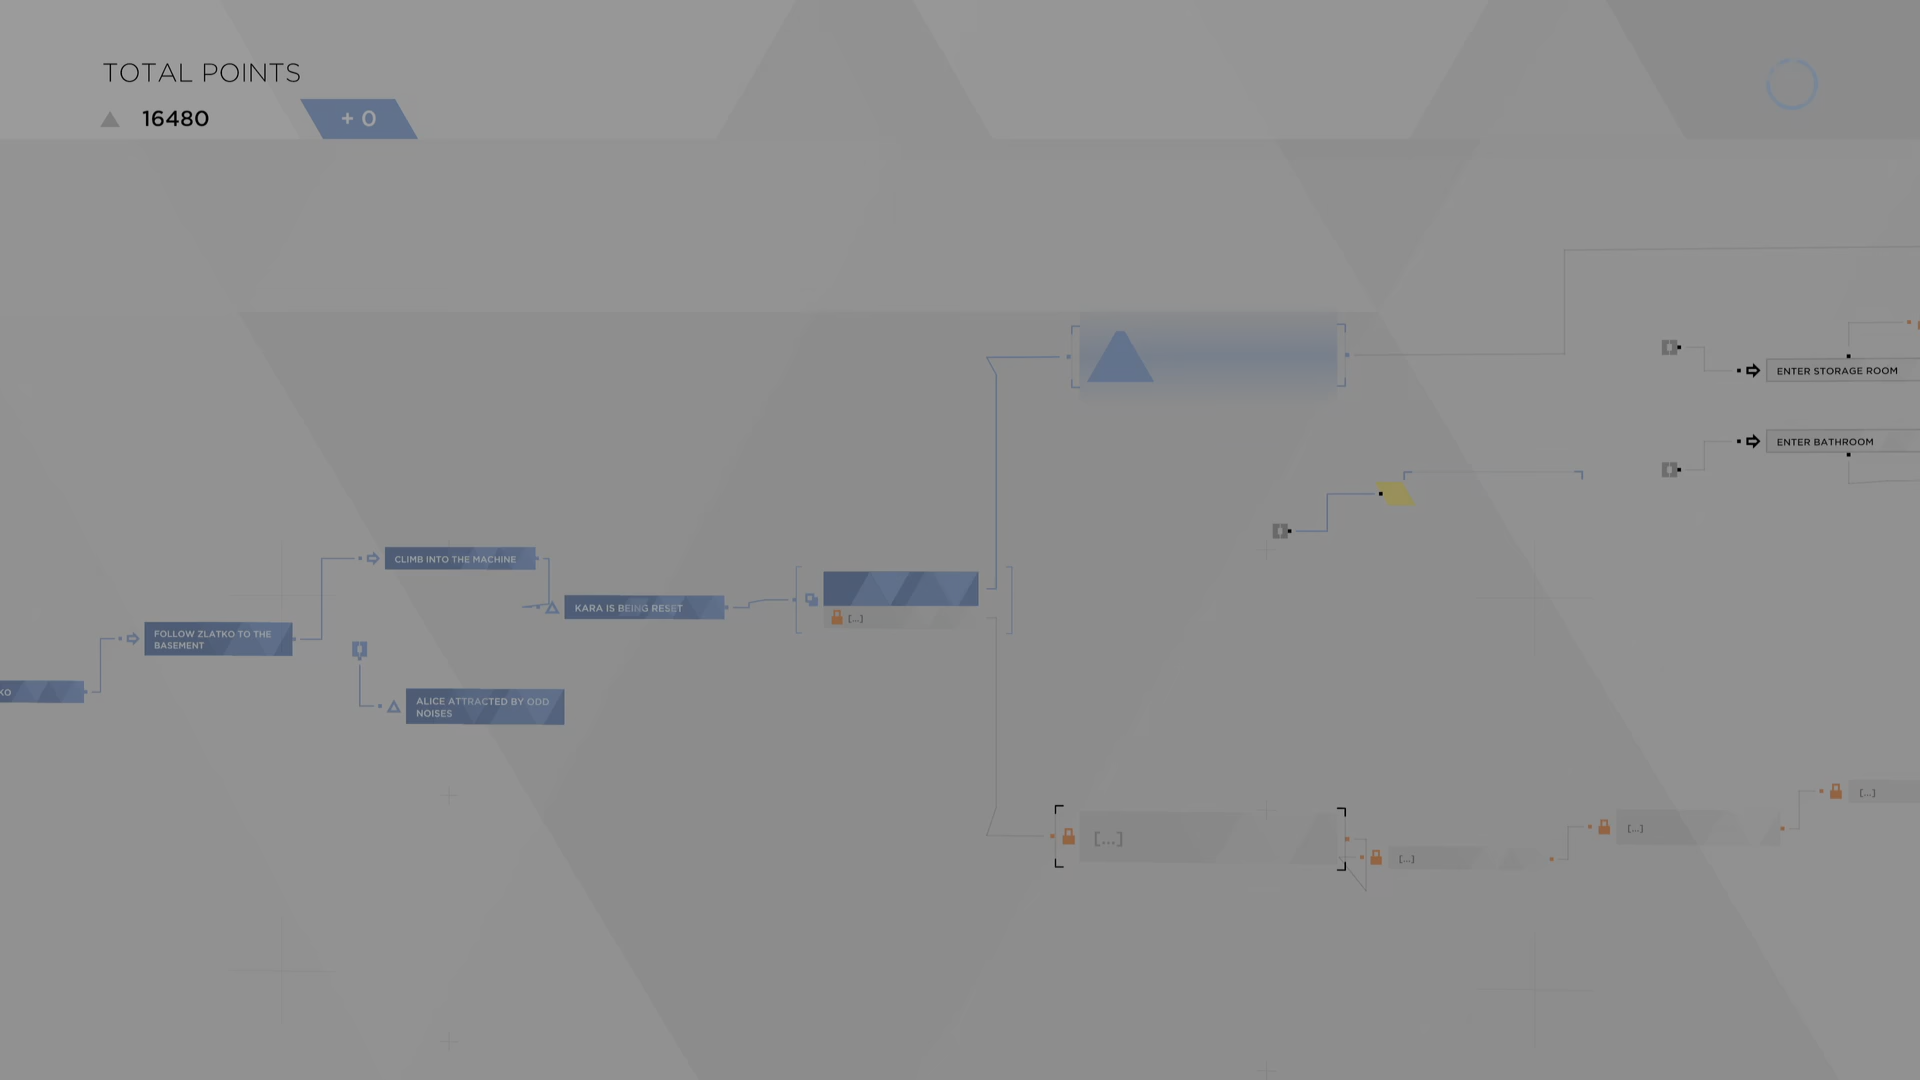 TOTAL POINTS
16480
+ 0
ENTER STORAGE ROOM
ENTER BATHROOM
CLIMB INTO THE MACHINE
KARA IS BEING RESET
[...]
FOLLOW ZLATKO TO THE
BASEMENT
KO
ALICE ATTRACTED BY ODD
NOISES
[...]
[...]
[...]
[...]